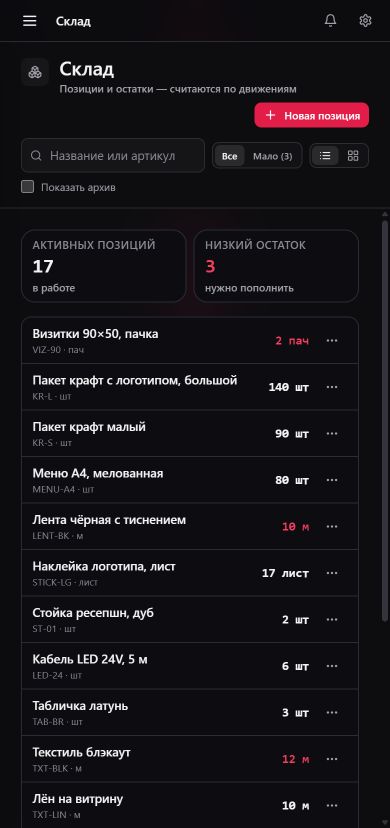 Склад
Склад
Позиции и остатки — считаются по движениям
Новая позиция
Название или артикул
Все
Мало (3)
Показать архив
АКТИВНЫХ ПОЗИЦИЙ
17
в работе
НИЗКИЙ ОСТАТОК
3
нужно пополнить
Визитки 90×50, пачка
VIZ-90 · пач
2 пач
Пакет крафт с логотипом, большой
KR-L · шт
140 шт
Пакет крафт малый
KR-S · шт
90 шт
Меню А4, мелованная
MENU-A4 · шт
80 шт
Лента чёрная с тиснением
LENT-BK · м
10 м
Наклейка логотипа, лист
STICK-LG · лист
17 лист
Стойка ресепшн, дуб
ST-01 · шт
2 шт
Кабель LED 24V, 5 м
LED-24 · шт
6 шт
Табличка латунь
TAB-BR · шт
3 шт
Текстиль блэкаут
TXT-BLK · м
12 м
Лён на витрину
TXT-LIN · м
10 м